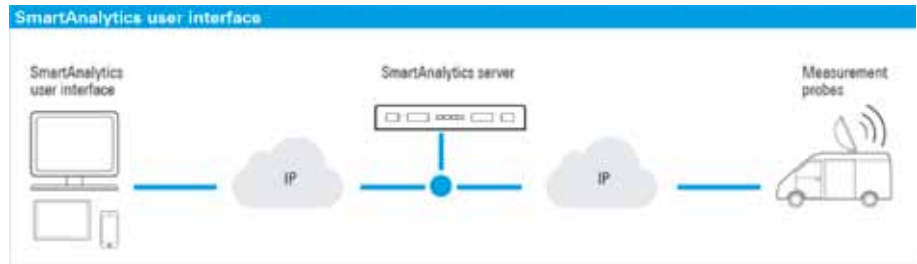 SmartAnalytics user interface
SmartAnalytics
user interface
SmartAnalytics server
Measurement
probes
IP
IP